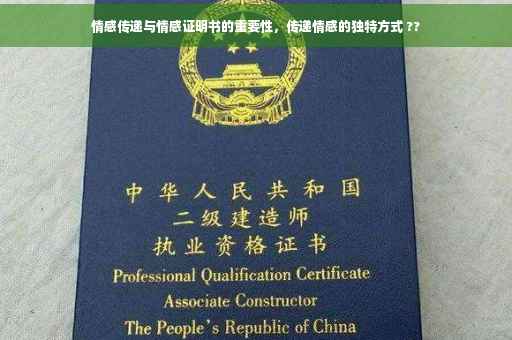 情感传递与情感证明书的重要性，传递情感的独特方式 ??
中华人民共和国
二级建造师
执业资格证书
Professional Qualification Certificate
Associate Constructor
The People's Republic of China